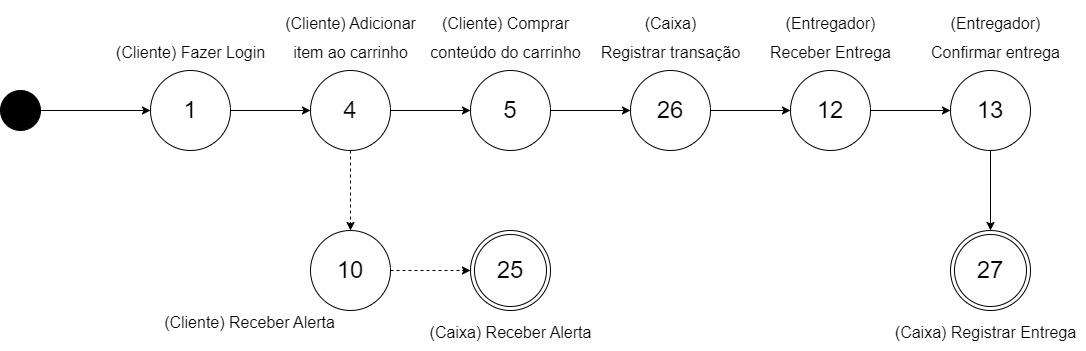 (Cliente) Fazer Login
(Cliente) Adicionar
item ao carrinho
(Cliente) Comprar
conteúdo do carrinho
(Caixa)
Registrar transação
(Entregador)
Receber Entrega
(Entregador)
Confirmar entrega
1
4
5
26
12
13
10
25
27
(Cliente) Receber Alerta
(Caixa) Receber Alerta
(Caixa) Registrar Entrega